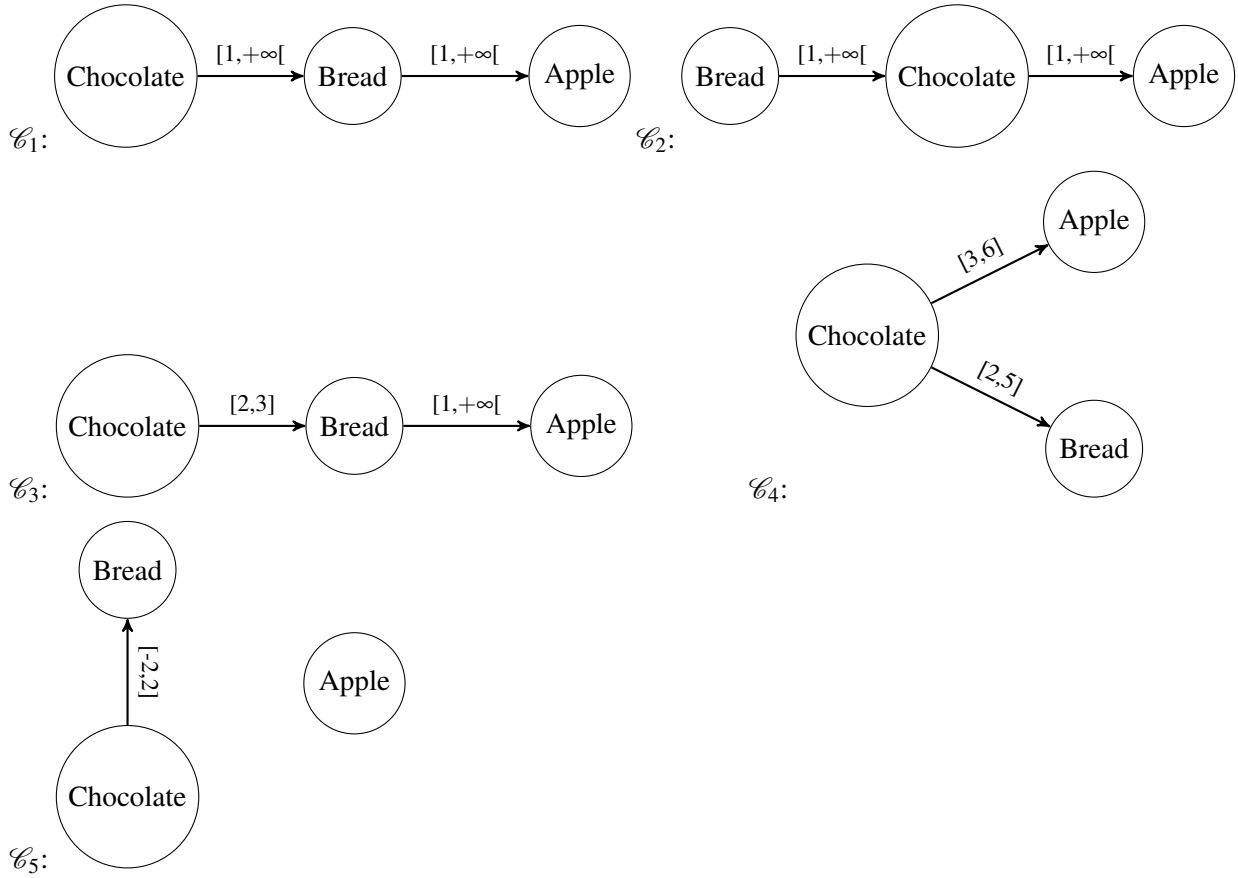 [1,+∞[ [1,+∞[ [1,+∞[ [1,+∞[
Chocolate Bread Apple Bread Chocolate Apple
𝒞1: 𝒞2:
Apple
[3,6]
Chocolate
[2,5]
Bread
[2,3] [1,+∞[
Chocolate Bread Apple
𝒞3: 𝒞4:
Bread
[-2,2]
Apple
Chocolate
𝒞5: